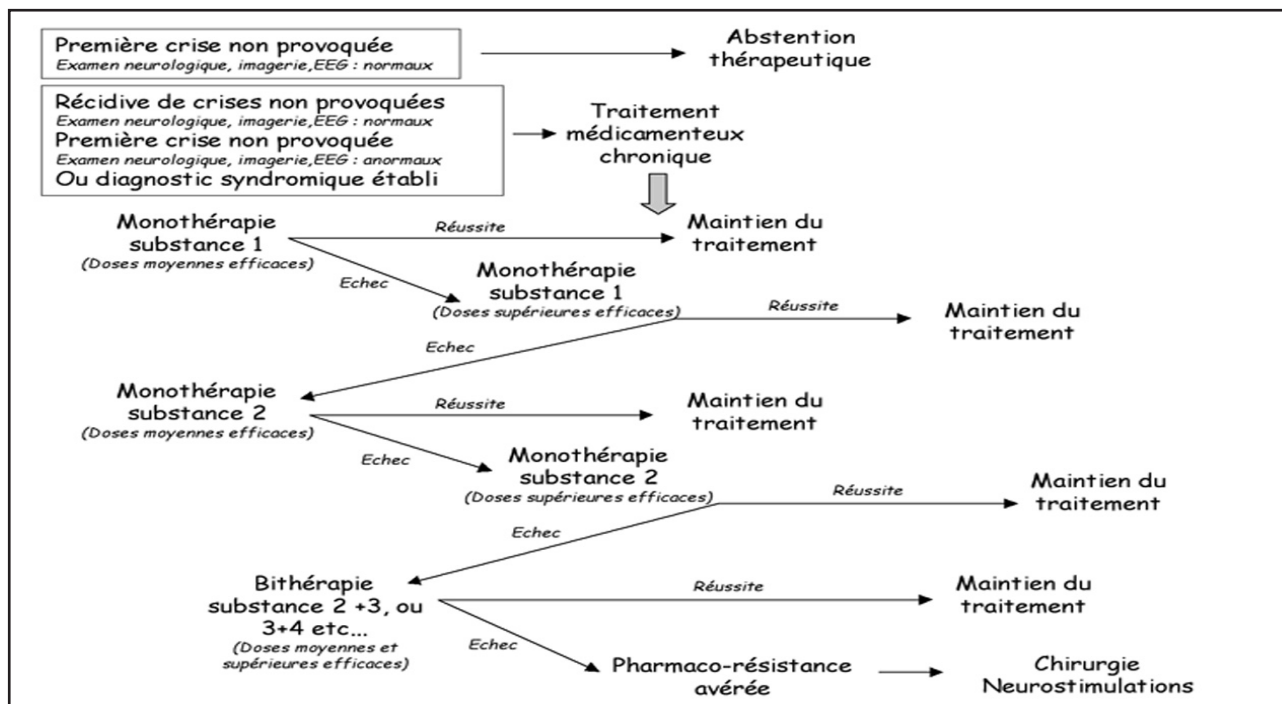 Première crise non provoquée
Examen neurologique, imagerie,EEG : normaux
Abstention
thérapeutique
Récidive de crises non provoquées
Examen neurologique, imagerie,EEG : normaux
Première crise non provoquée
Examen neurologique, imagerie,EEG : anormaux
Ou diagnostic syndromique établi
Traitement
médicamenteux
chronique
Monothérapie
substance 1
(Doses moyennes efficaces)
Réussite
Maintien du
traitement
Echec
Monothérapie
substance 1
(Doses supérieures efficaces)
Réussite
Maintien du
traitement
Echec
Monothérapie
substance 2
(Doses moyennes efficaces)
Réussite
Maintien du
traitement
Echec
Monothérapie
substance 2
(Doses supérieures efficaces)
Réussite
Maintien du
traitement
Echec
Bithérapie
substance 2 +3, ou
3+4 etc...
(Doses moyennes et
supérieures efficaces)
Réussite
Maintien du
traitement
Echec
Pharmaco-résistance
avérée
Chirurgie
Neurostimulations